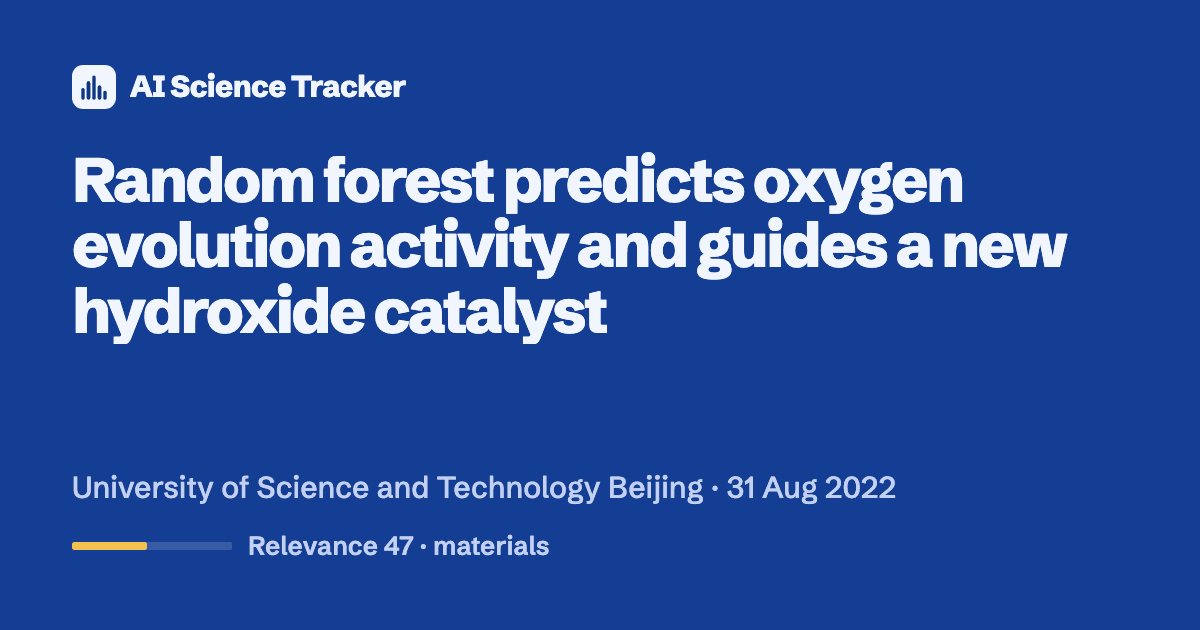 AI Science Tracker
Random forest predicts oxygen
evolution activity and guides a new
hydroxide catalyst
University of Science and Technology Beijing · 31 Aug 2022
Relevance 47 · materials